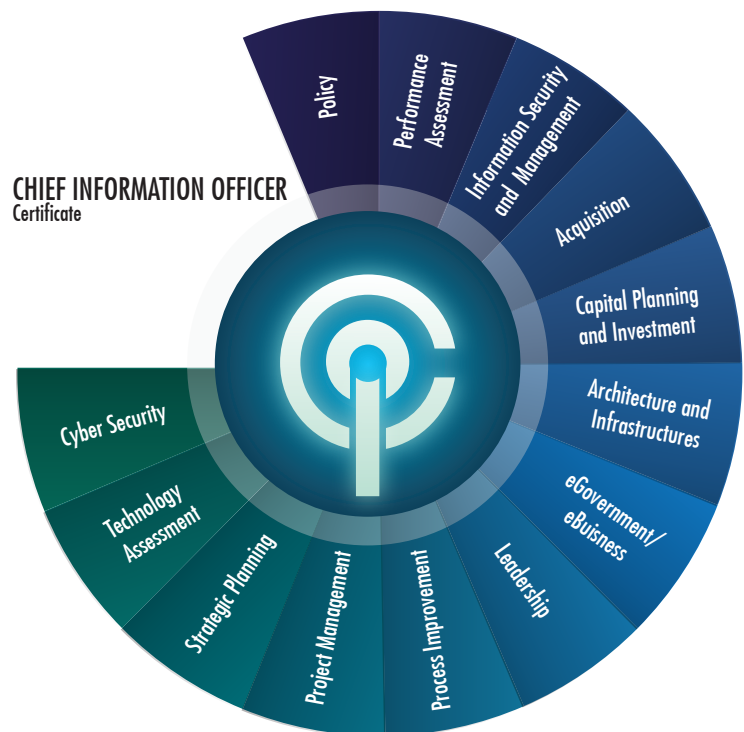 CHIEF INFORMATION OFFICER
Certificate
Policy
Performance
Assessment
Information Security
and Management
Acquisition
Capital Planning
and Investment
Architecture and
Infrastructures
eGovernment/
eBuisness
Leadership
Process Improvement
Project Management
Strategic Planning
Technology
Assessment
Cyber Security